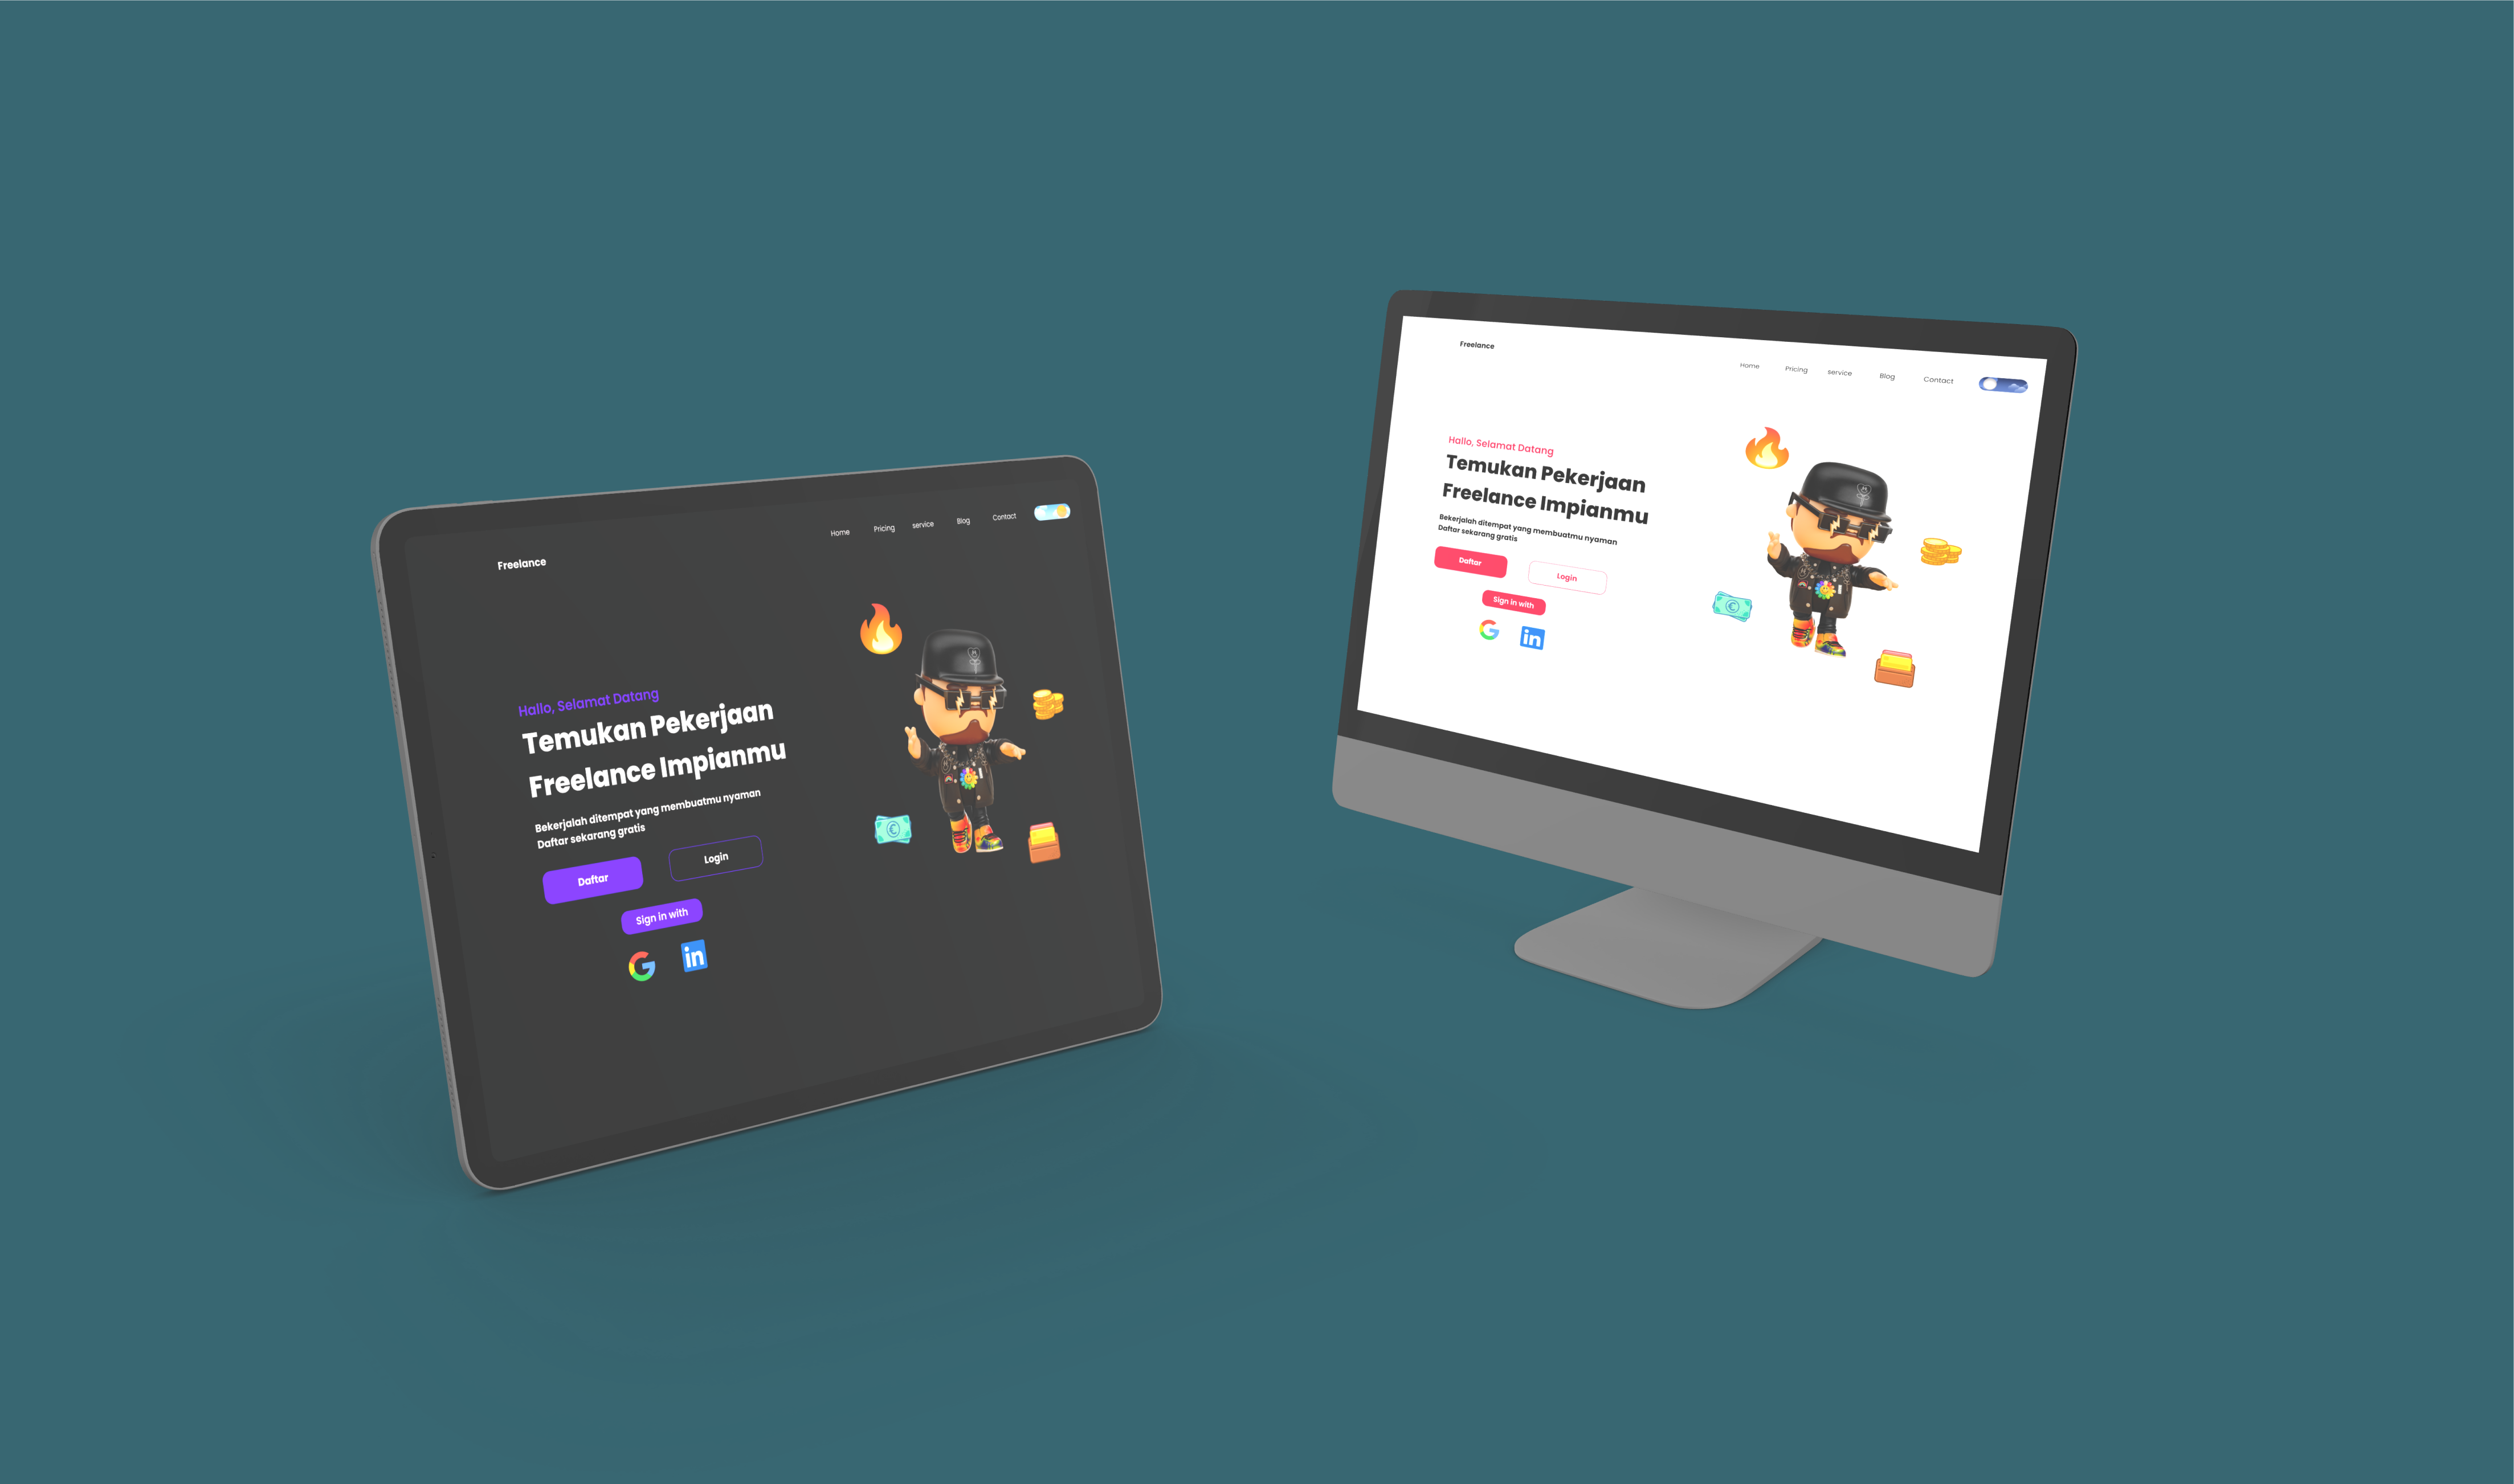 Freelance
Home Pricing service Blog Contact
Hallo, Selamat Datang
Temukan Pekerjaan
Freelance Impianmu
Bekerjalah ditempat yang membuatmu nyaman
Daftar sekarang gratis
Daftar Login
Sign in with
G in
Freelance
Home Pricing service Blog Contact
Hallo, Selamat Datang
Temukan Pekerjaan
Freelance Impianmu
Bekerjalah ditempat yang membuatmu nyaman
Daftar sekarang gratis
Daftar Login
Sign in with
G in